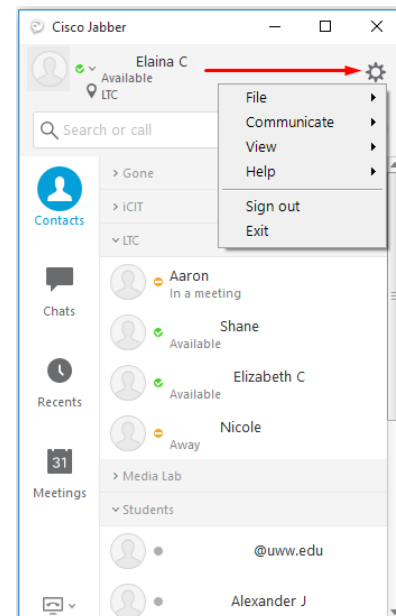 Cisco Jabber
Elaina C
Available
LTC
Search or call
File
Communicate
View
Help
Sign out
Exit
Contacts
Chats
Recents
31
Meetings
Gone
iCIT
LTC
Aaron
In a meeting
Shane
Available
Elizabeth C
Available
Nicole
Away
Media Lab
Students
@uww.edu
Alexander J